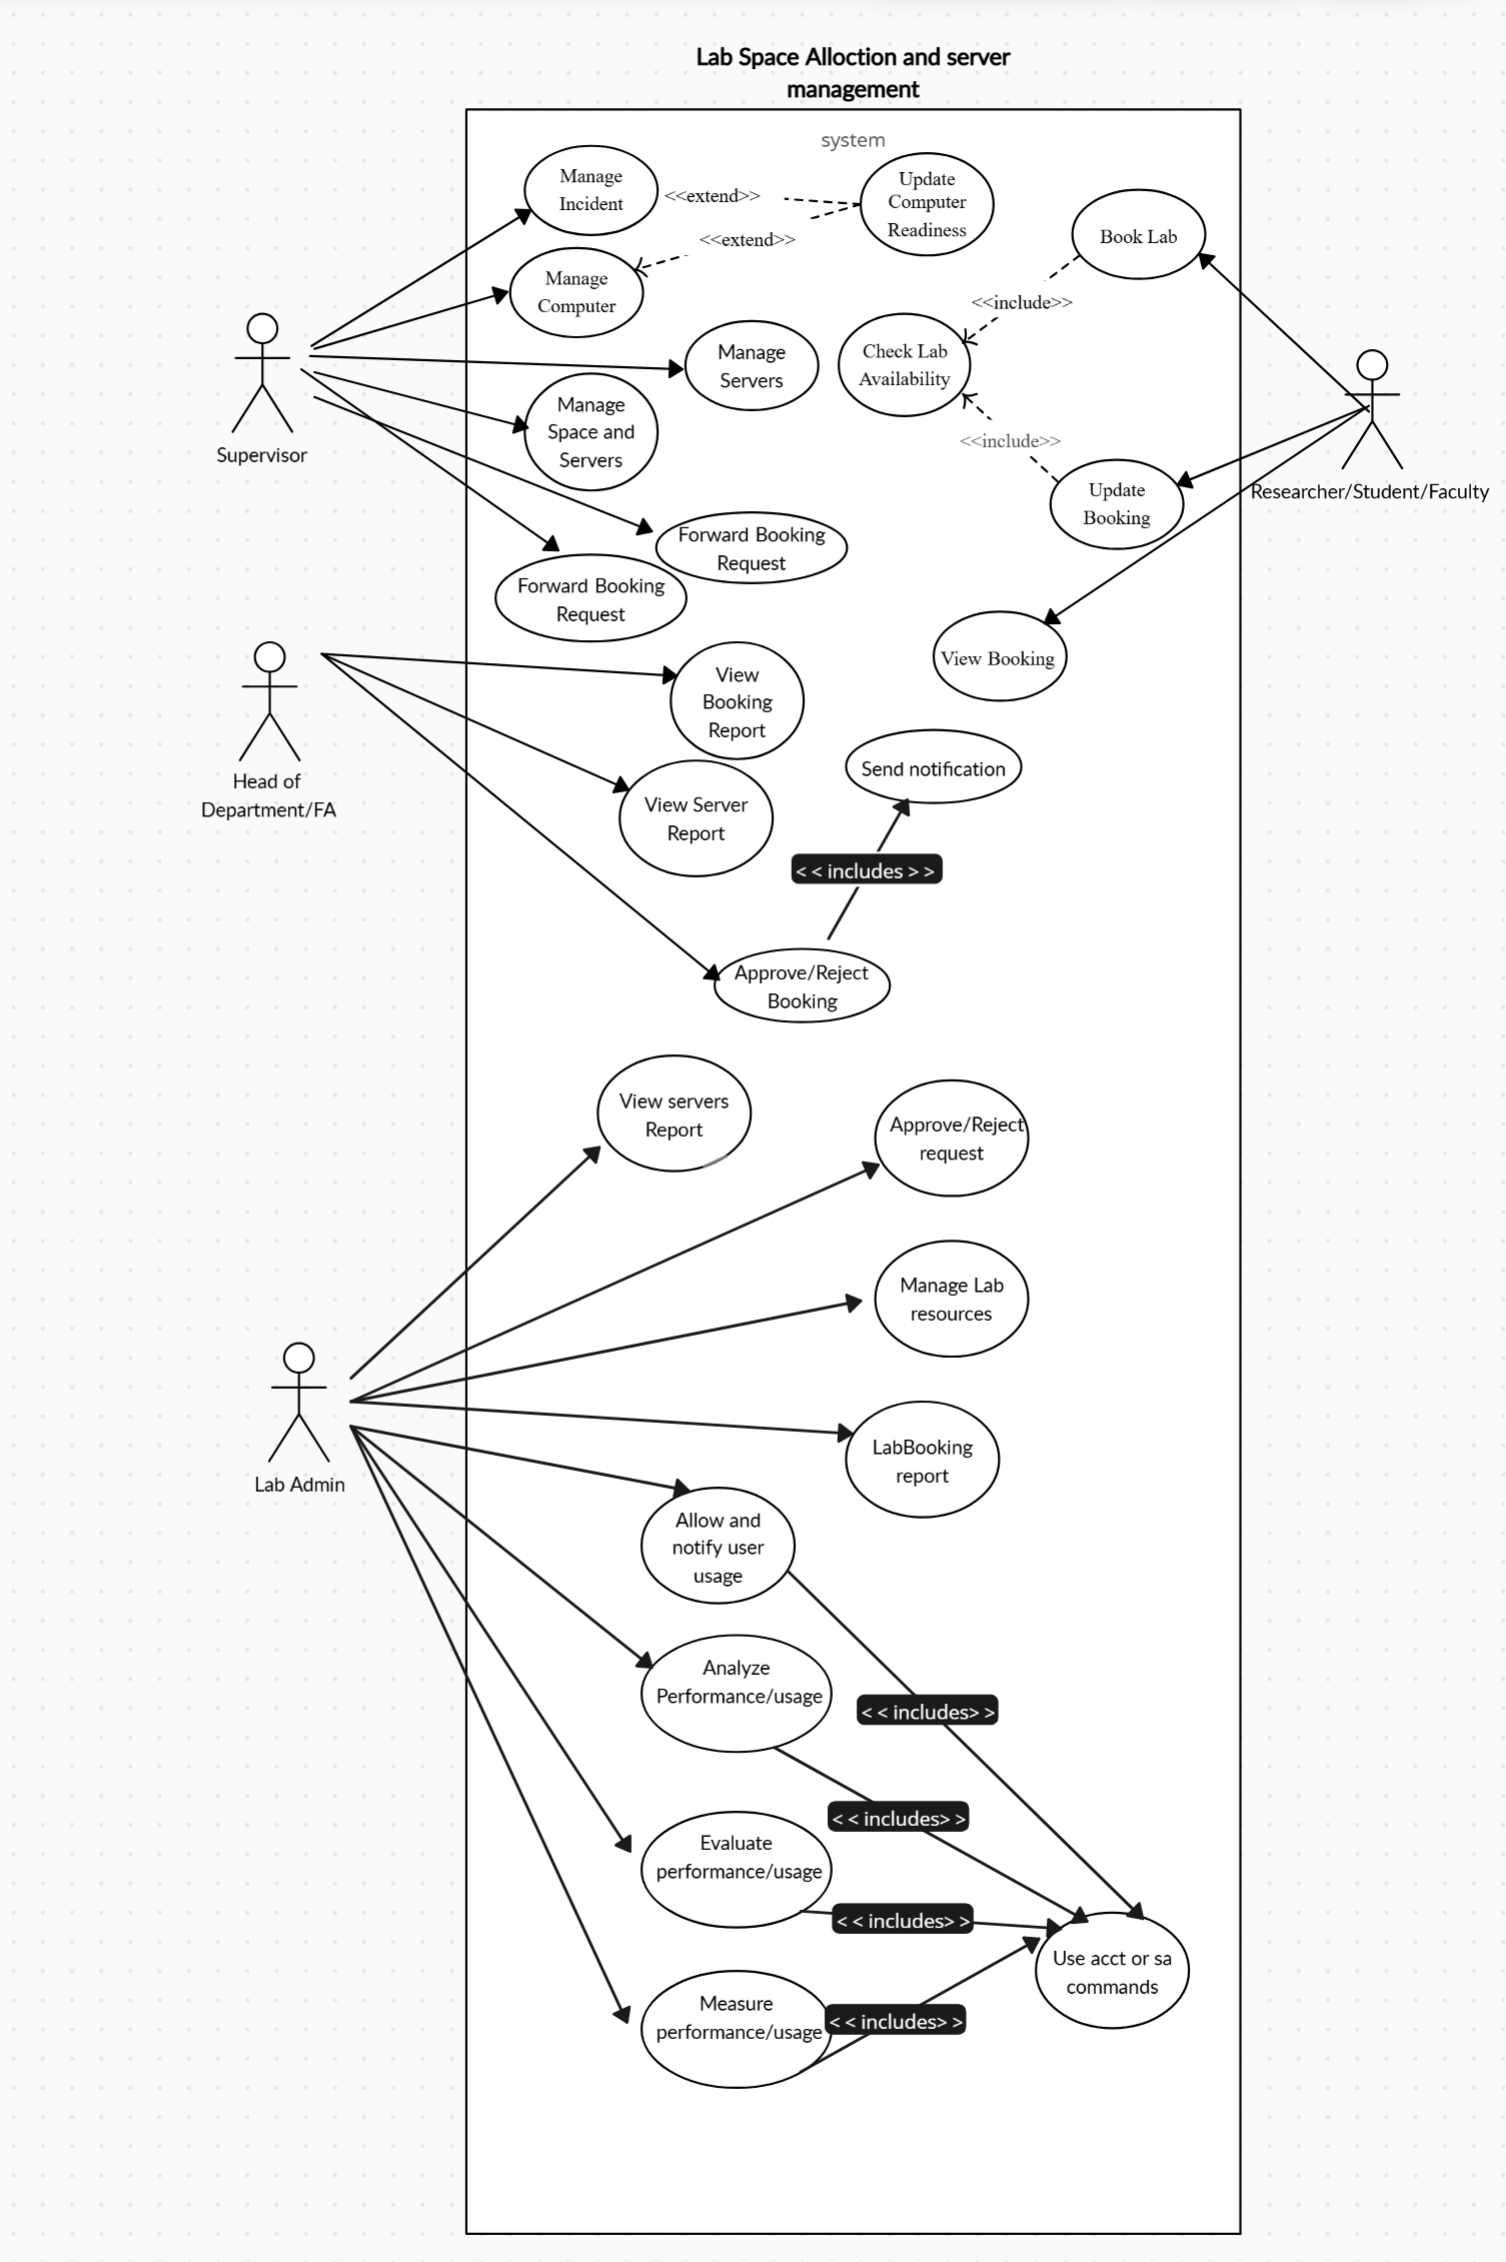 Lab Space Alloction and server
management
system
Manage
Incident
<<extend>>
Update
Computer
Readiness
<<extend>>
Manage
Computer
Book Lab
<<include>>
Manage
Servers
Check Lab
Availability
Manage
Space and
Servers
<<include>>
Supervisor
Update
Booking
Researcher/Student/Faculty
Forward Booking
Request
Forward Booking
Request
View Booking
View
Booking
Report
Head of
Department/FA
Send notification
View Server
Report
< < includes > >
Approve/Reject
Booking
View servers
Report
Approve/Reject
request
Manage Lab
resources
LabBooking
report
Lab Admin
Allow and
notify user
usage
Analyze
Performance/usage
< < includes> >
< < includes> >
Evaluate
performance/usage
< < includes> >
Use acct or sa
commands
Measure
performance/usage
< < includes> >